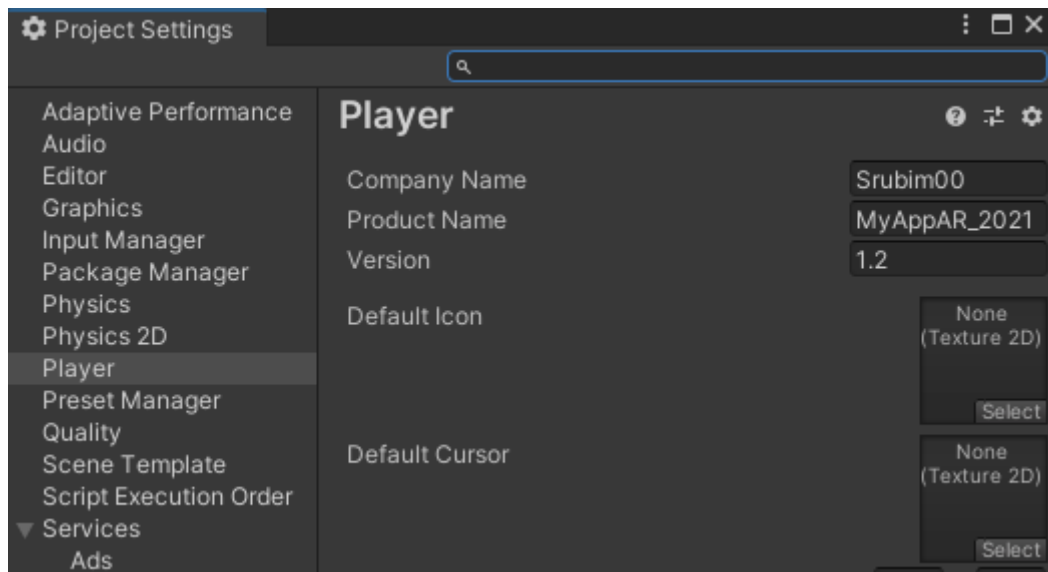 Project Settings
Adaptive Performance
Audio
Editor
Graphics
Input Manager
Package Manager
Physics
Physics 2D
Player
Preset Manager
Quality
Scene Template
Script Execution Order
Services
Ads
Player
Company Name Srubim00
Product Name MyAppAR_2021
Version 1.2
Default Icon
None
(Texture 2D)
Select
Default Cursor
None
(Texture 2D)
Select